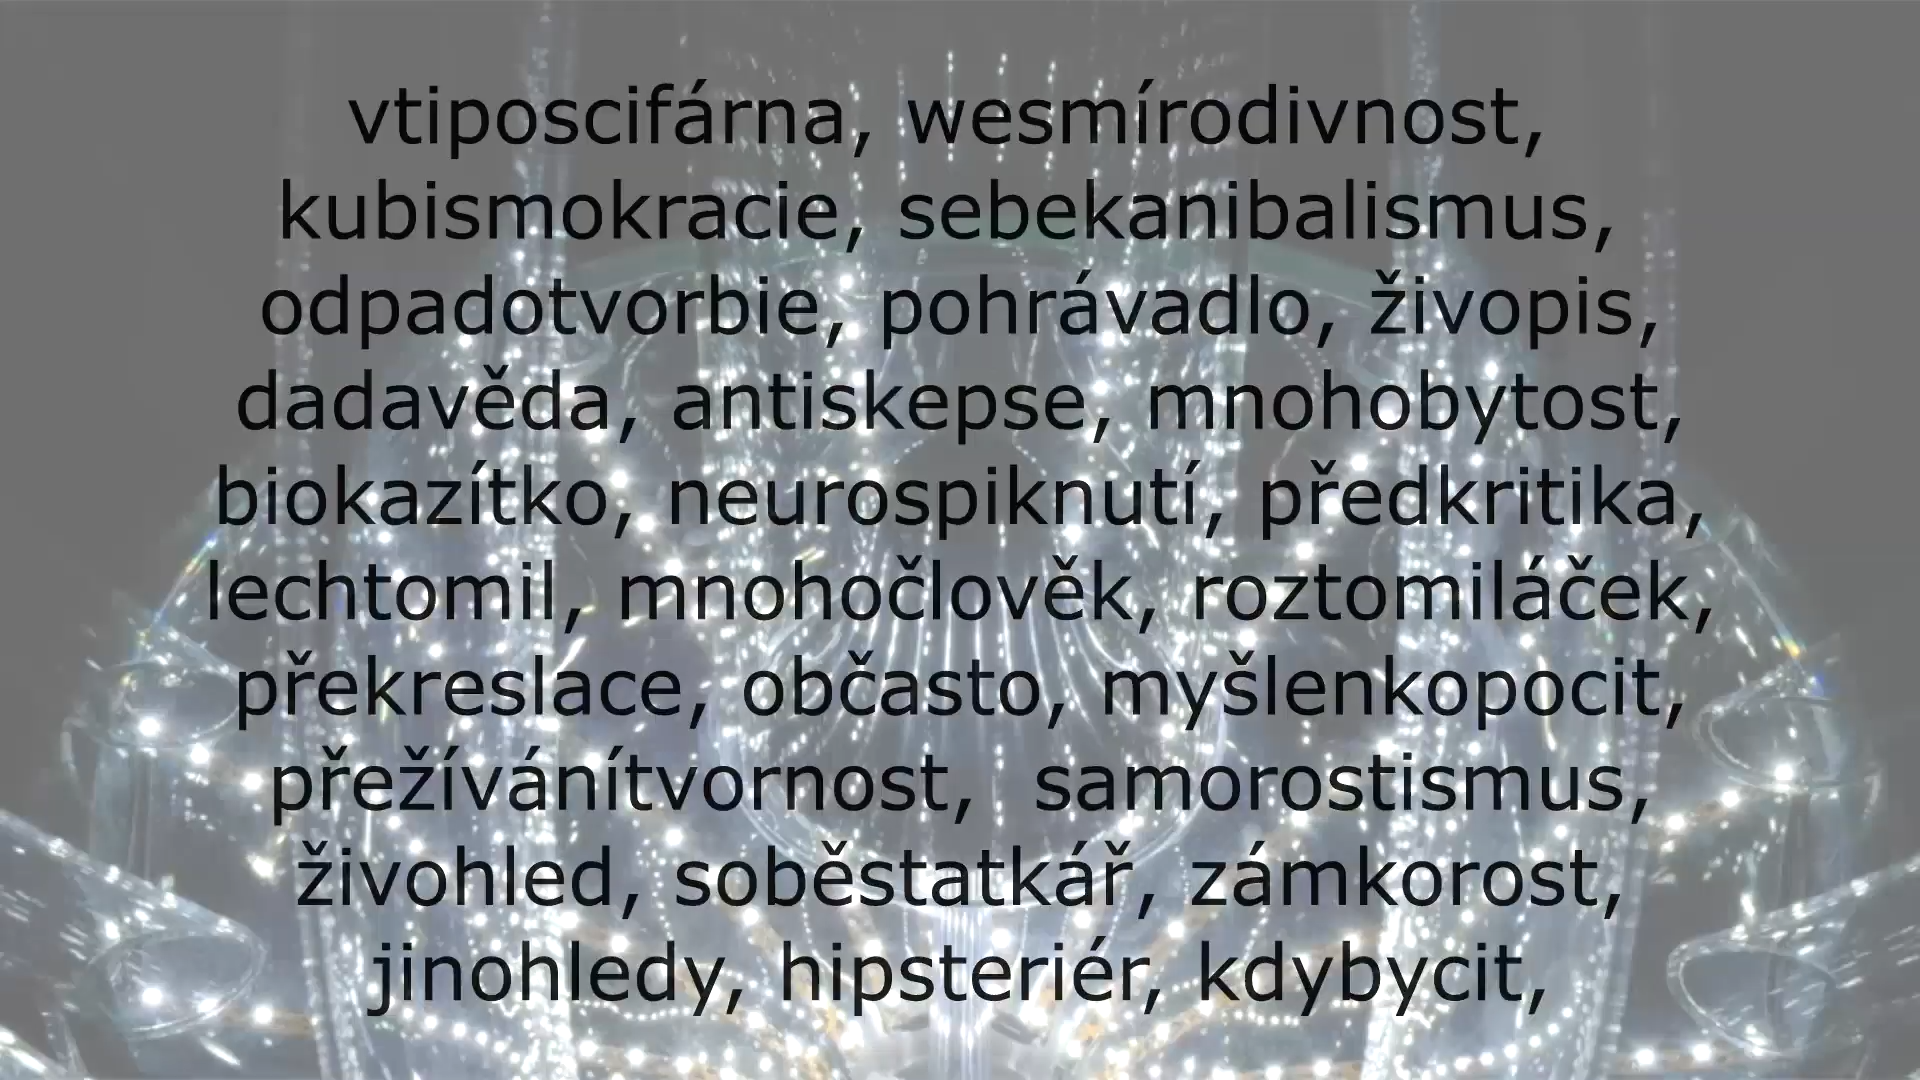 vtiposcifárna, wesmírodivnost,
kubismokracie, sebekanibalismus,
odpadotvorbie, pohrávadlo, živopis,
dadavěda, antiskepse, mnohobytost,
biokazítko, neurospiknutí, předkritika,
lechtomil, mnohočlověk, roztomiláček,
překreslace, občasto, myšlenkopocit,
přežívánítvornost,  samorostismus,
živohled, soběstatkář, zámkorost,
jinohledy, hipsteriér, kdybycit,